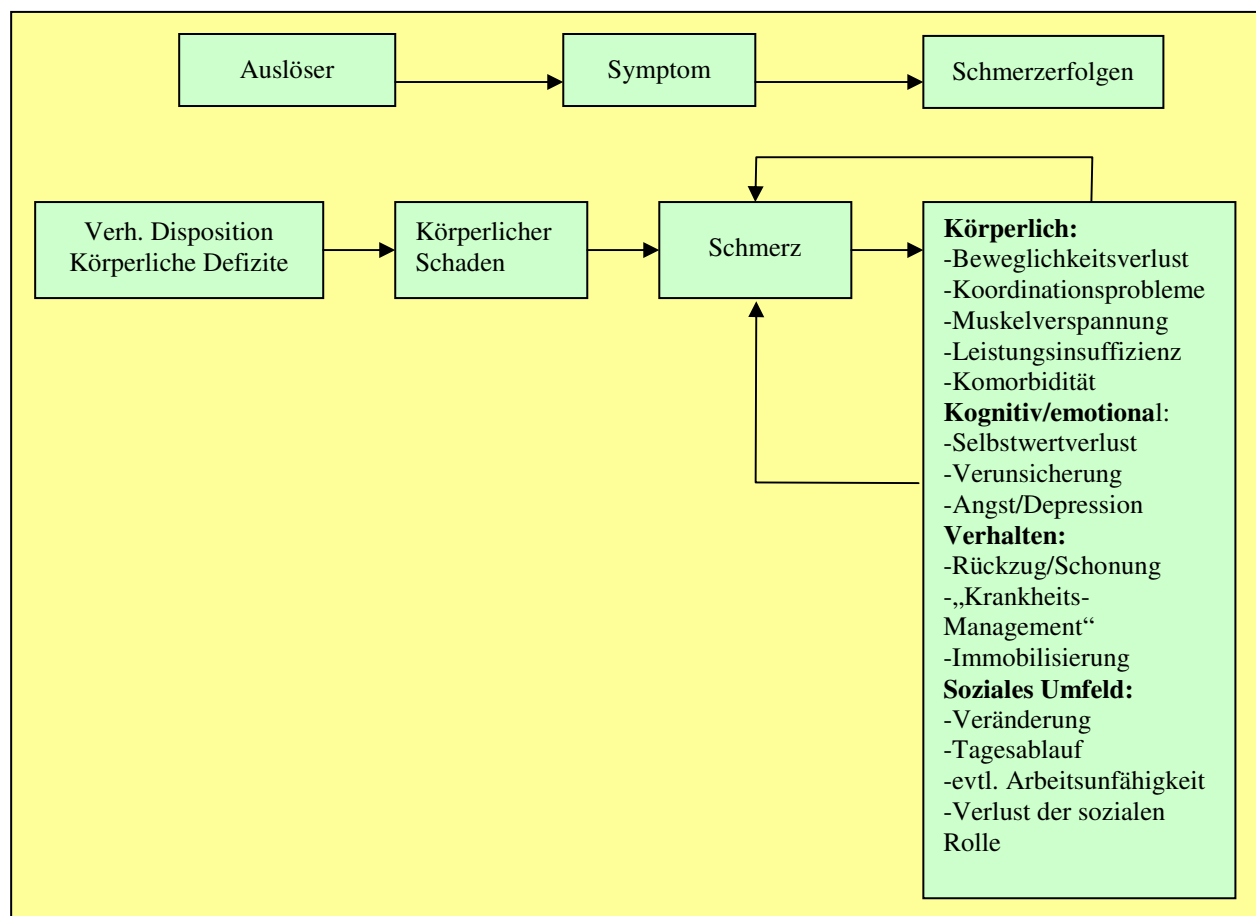 Auslöser
Symptom
Schmerzerfolgen
Verh. Disposition
Körperliche Defizite
Körperlicher
Schaden
Schmerz
Körperlich:
-Beweglichkeitsverlust
-Koordinationsprobleme
-Muskelverspannung
-Leistungsinsuffizienz
-Komorbidität
Kognitiv/emotional:
-Selbstwertverlust
-Verunsicherung
-Angst/Depression
Verhalten:
-Rückzug/Schonung
-„Krankheits-
Management“
-Immobilisierung
Soziales Umfeld:
-Veränderung
-Tagesablauf
-evtl. Arbeitsunfähigkeit
-Verlust der sozialen
Rolle